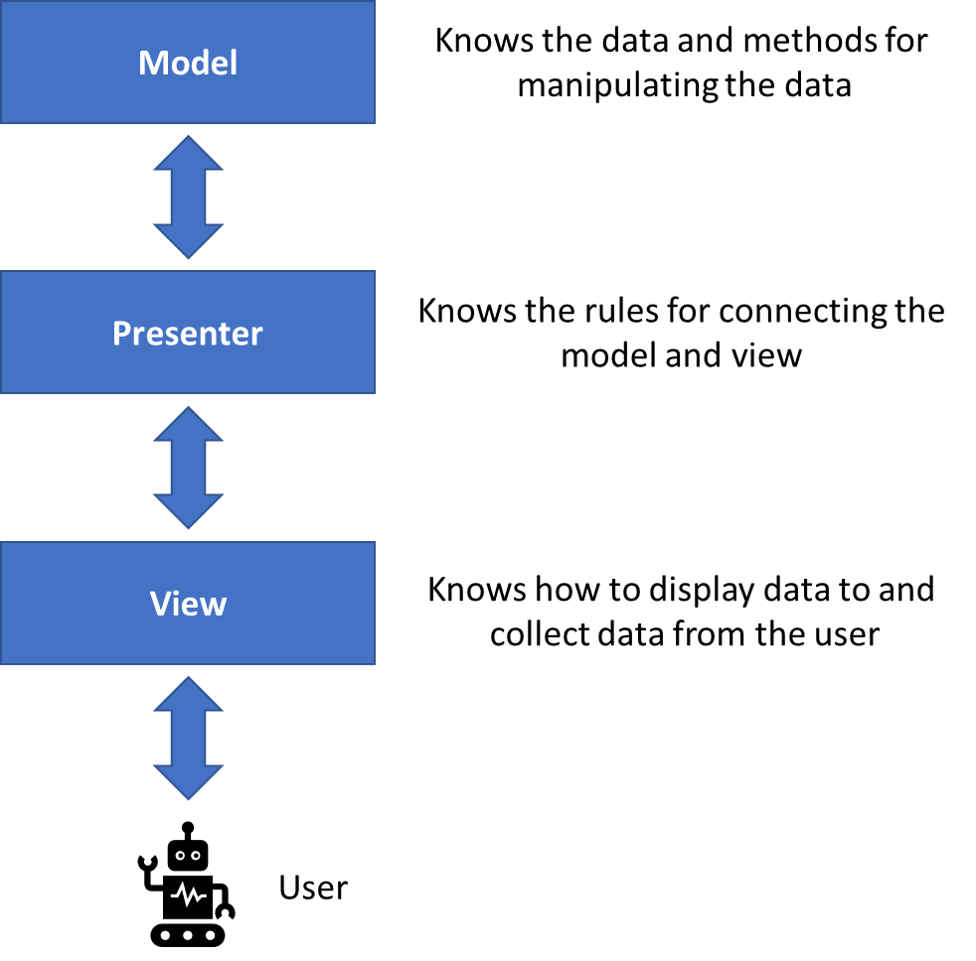 Model
Knows the data and methods for
manipulating the data
Presenter
Knows the rules for connecting the
model and view
View
Knows how to display data to and
collect data from the user
User